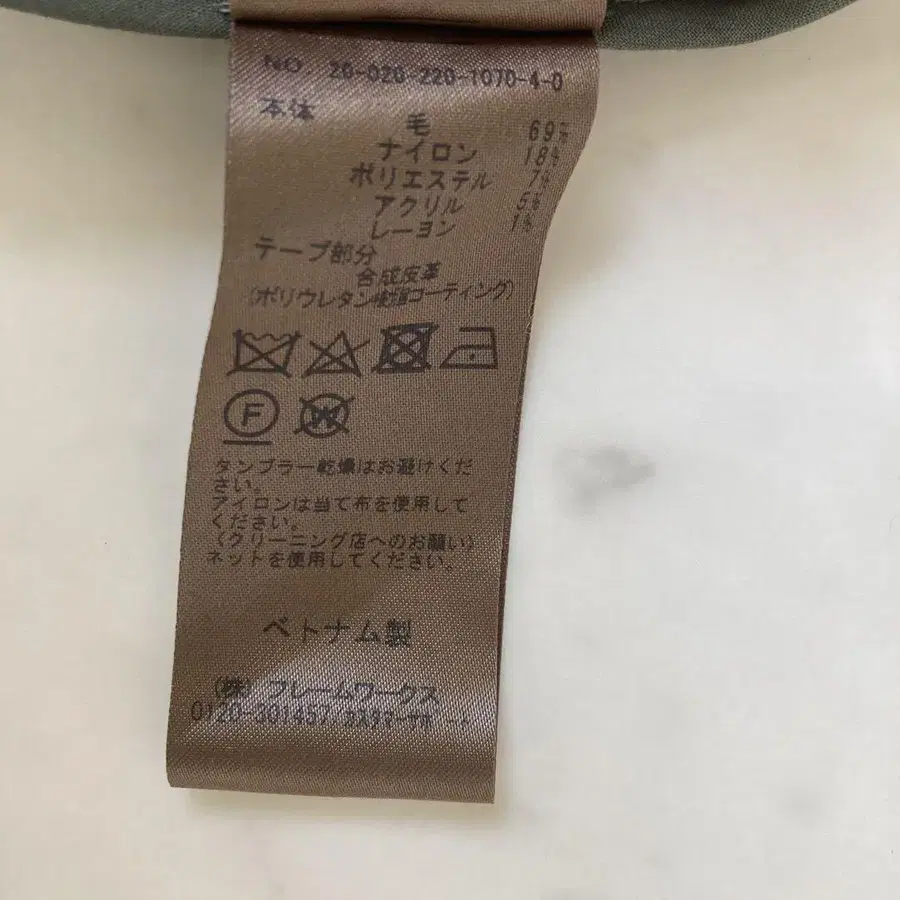 NO. 20-020-220-1070-4-0
本体 毛 69%
ナイロン 18%
ポリエステル 7%
アクリル 5%
レーヨン 1%
テープ部分
合成皮革
(ポリウレタン樹脂コーティング)
F W
タンブラー乾燥はお避けくだ
さい。
アイロンは当て布を使用して
ください。
(クリーニング店へのお願い)
ネットを使用してください。
ベトナム製
(株)フレームワークス
0120-301457